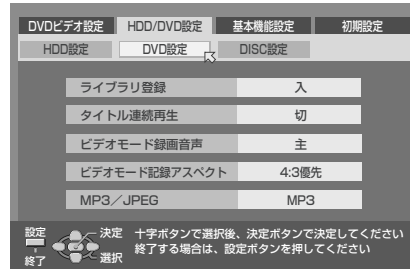 DVDビデオ設定 HDD/DVD設定 基本機能設定 初期設定
HDD設定 DVD設定 DISC設定
ライブラリ登録 入
タイトル連続再生 切
ビデオモード録画音声 主
ビデオモード記録アスペクト 4:3優先
MP3／JPEG MP3
設定 決定 十字ボタンで選択後、決定ボタンで決定してください
終了 選択 終了する場合は、設定ボタンを押してください